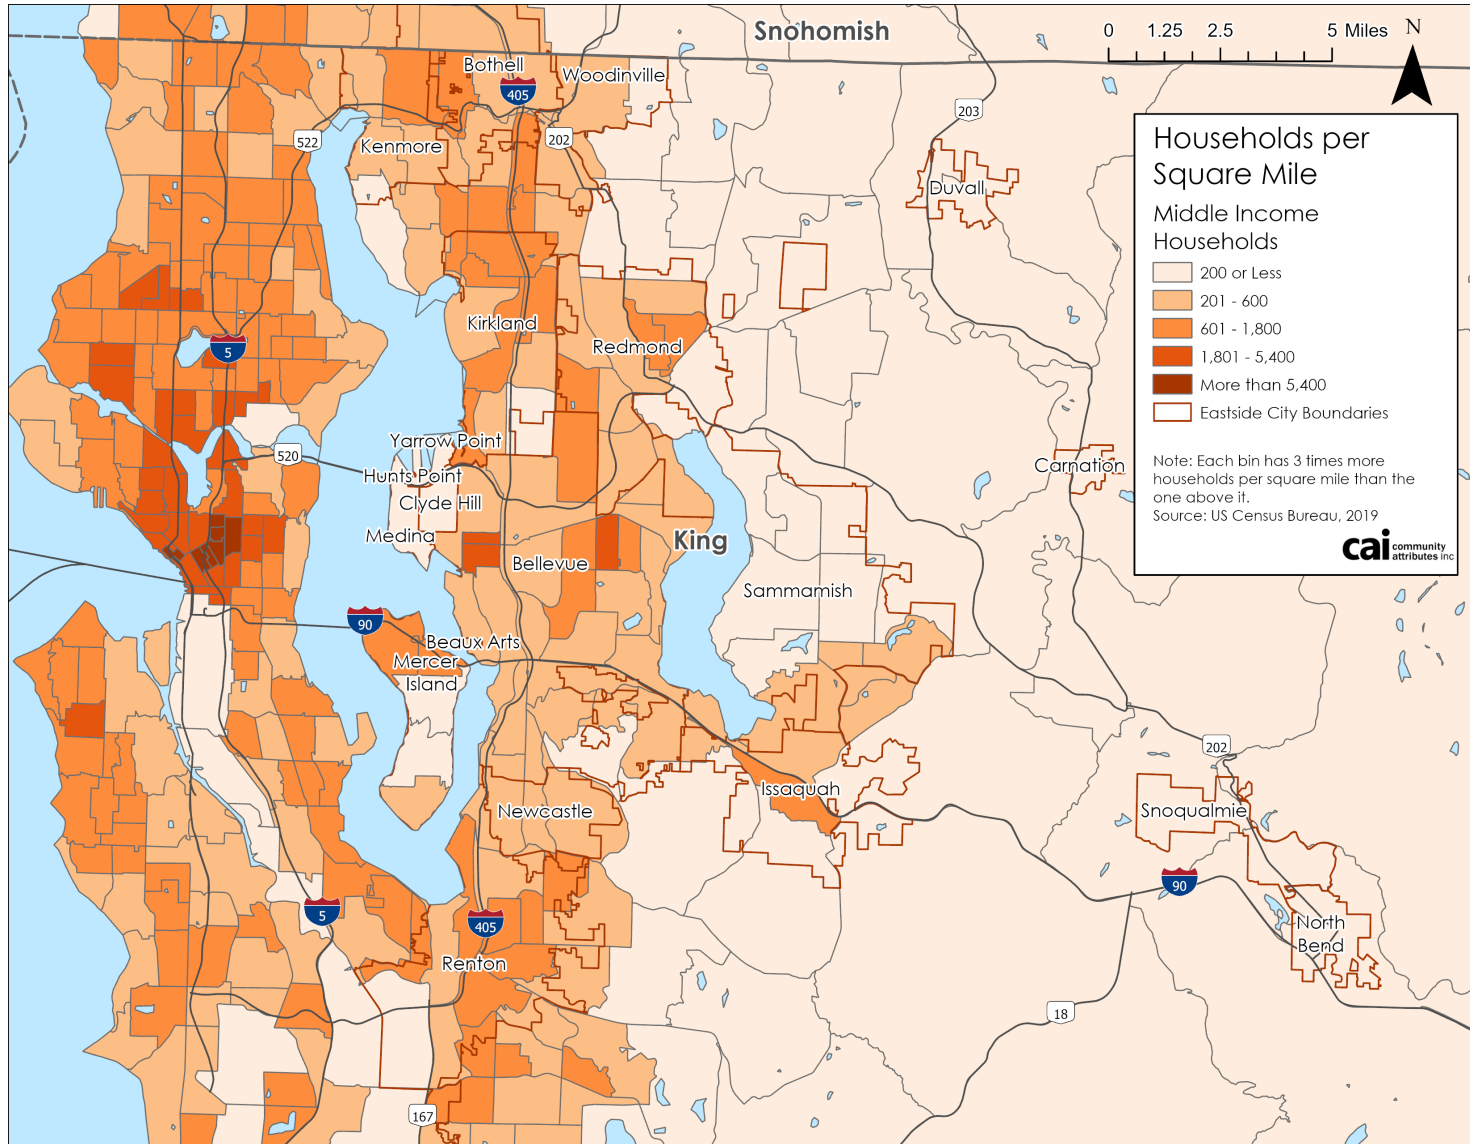 Snohomish
0 1.25 2.5 5 Miles
N
Bothell
405
Woodinville
203
522
202
Kenmore
Duvall
Households per
Square Mile
Middle Income
Households
200 or Less
201 - 600
601 - 1,800
1,801 - 5,400
More than 5,400
Eastside City Boundaries
Note: Each bin has 3 times more
households per square mile than the
one above it.
Source: US Census Bureau, 2019
cai community
attributes inc
Kirkland
Redmond
5
Yarrow Point
520
Hunts Point
Carnation
Clyde Hill
Medina
King
Bellevue
Sammamish
90
Beaux Arts
Mercer
Island
202
Issaquah
Newcastle
Snoqualmie
90
5
405
North
Bend
Renton
18
167